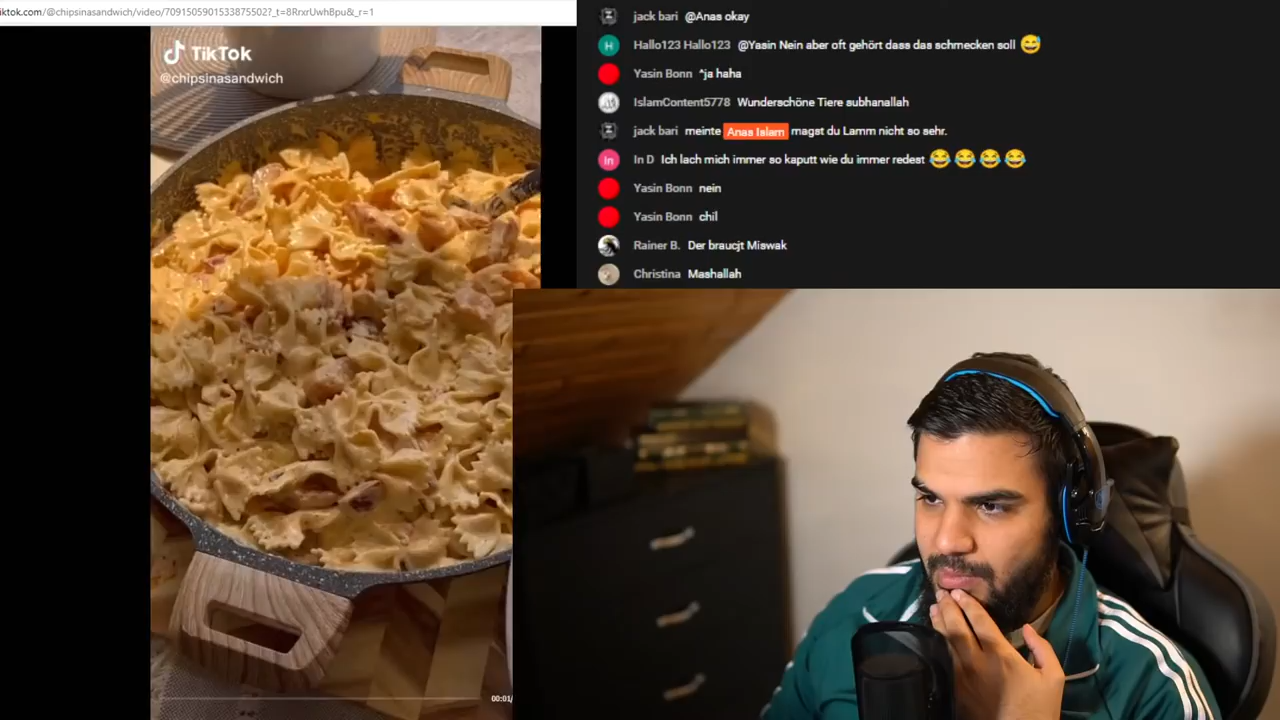 iktok.com/@chipsinasandwich/video/7091505901533875502?_t=8RrxrUwhBpu&_r=1
TikTok
@chipsinasandwich
jack bari @Anas okay
H Hallo123 Hallo123 @Yasin Nein aber oft gehört dass das schmecken soll 😅
Yasin Bonn ^ja haha
IslamContent5778 Wunderschöne Tiere subhanallah
jack bari meinte Anas Islam magst du Lamm nicht so sehr.
In In D Ich lach mich immer so kaputt wie du immer redest 😂😂😂😂
Yasin Bonn nein
Yasin Bonn chil
Rainer B. Der braucjt Miswak
Christina Mashallah
00:01/